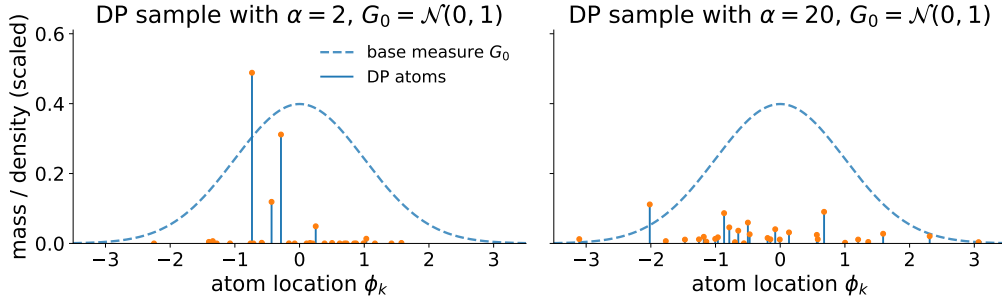 DP sample with α = 2, G₀ = 𝒩(0, 1)
mass / density (scaled)
0.6
0.4
0.2
0.0
base measure G₀
DP atoms
−3 −2 −1 0 1 2 3
atom location ϕₖ
DP sample with α = 20, G₀ = 𝒩(0, 1)
−3 −2 −1 0 1 2 3
atom location ϕₖ